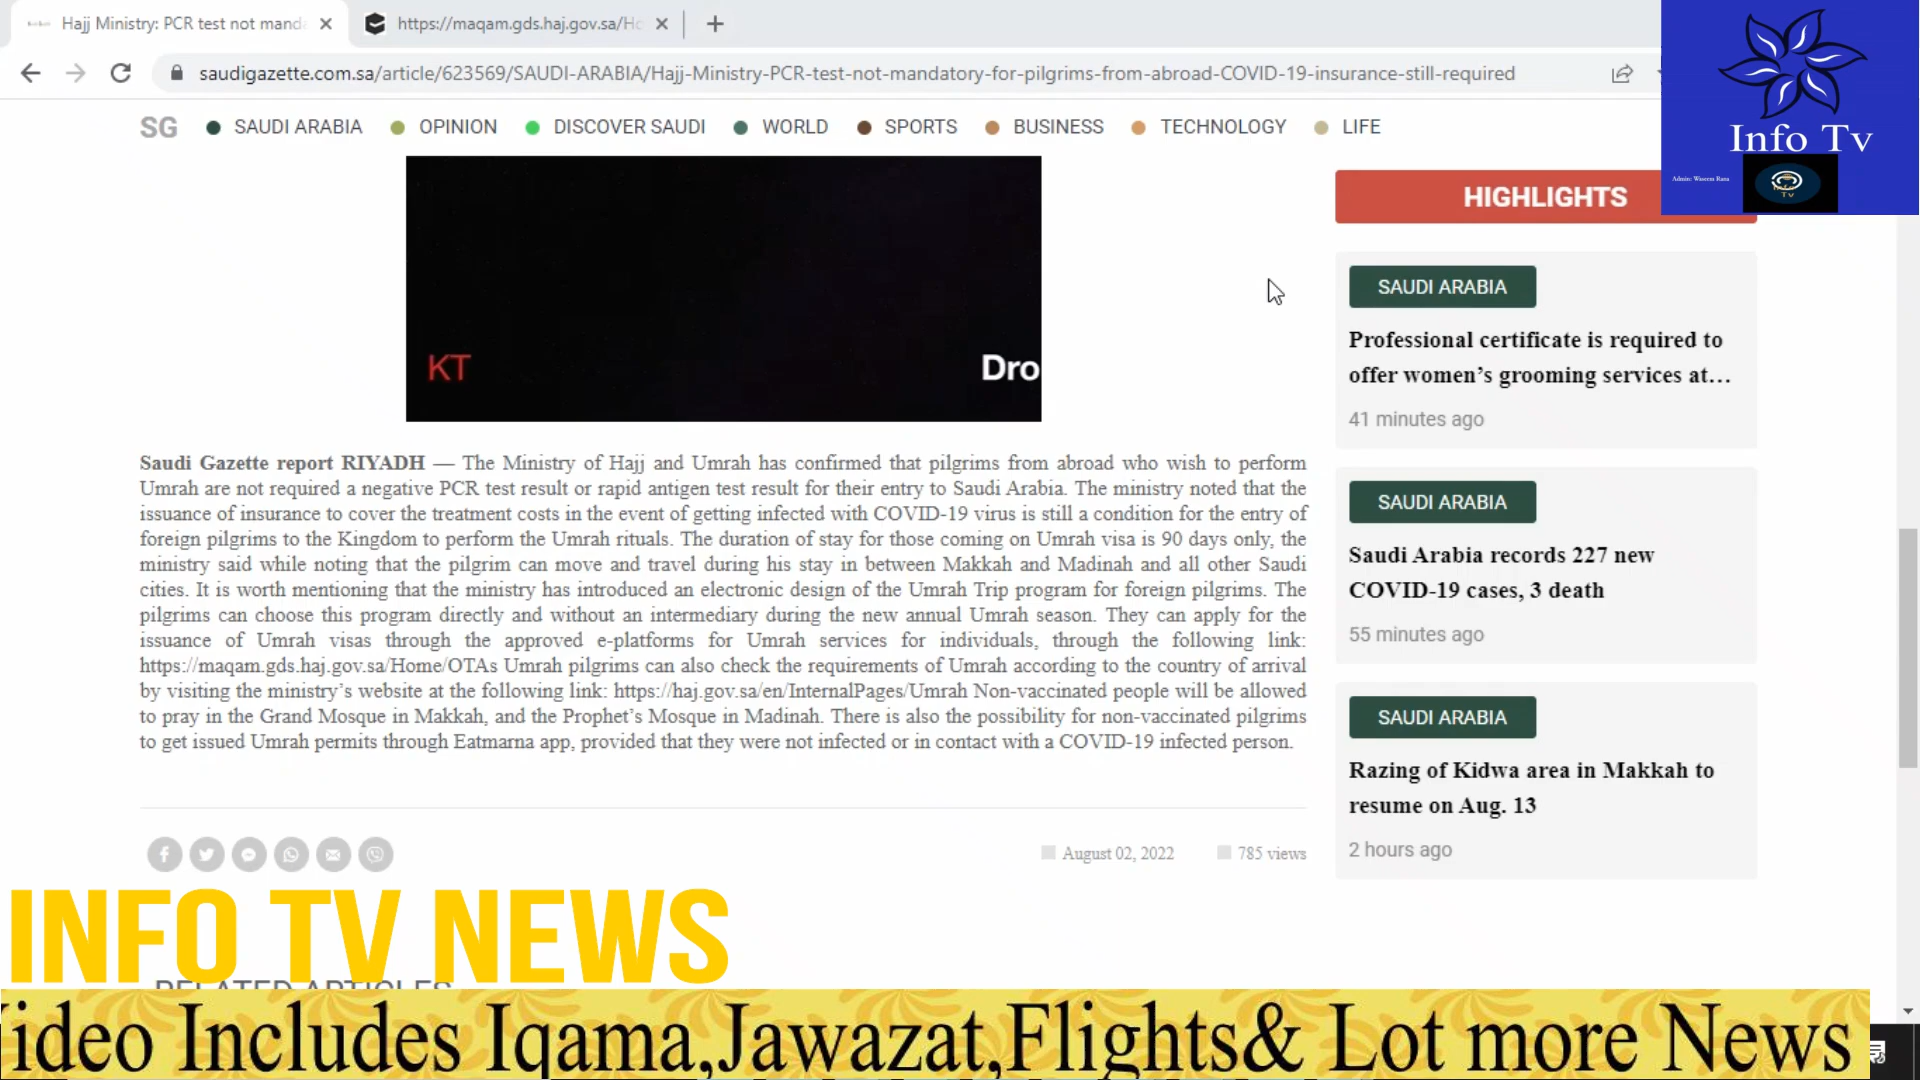 Hajj Ministry: PCR test not manda
https://maqam.gds.haj.gov.sa/Ho
saudigazette.com.sa/article/623569/SAUDI-ARABIA/Hajj-Ministry-PCR-test-not-mandatory-for-pilgrims-from-abroad-COVID-19-insurance-still-required
Info Tv
Admin: Waseem Raza
SG SAUDI ARABIA OPINION DISCOVER SAUDI WORLD SPORTS BUSINESS TECHNOLOGY LIFE
KT Dro
Saudi Gazette report RIYADH — The Ministry of Hajj and Umrah has confirmed that pilgrims from abroad who wish to perform
Umrah are not required a negative PCR test result or rapid antigen test result for their entry to Saudi Arabia. The ministry noted that the
issuance of insurance to cover the treatment costs in the event of getting infected with COVID-19 virus is still a condition for the entry of
foreign pilgrims to the Kingdom to perform the Umrah rituals. The duration of stay for those coming on Umrah visa is 90 days only, the
ministry said while noting that the pilgrim can move and travel during his stay in between Makkah and Madinah and all other Saudi
cities. It is worth mentioning that the ministry has introduced an electronic design of the Umrah Trip program for foreign pilgrims. The
pilgrims can choose this program directly and without an intermediary during the new annual Umrah season. They can apply for the
issuance of Umrah visas through the approved e-platforms for Umrah services for individuals, through the following link:
https://maqam.gds.haj.gov.sa/Home/OTAs Umrah pilgrims can also check the requirements of Umrah according to the country of arrival
by visiting the ministry’s website at the following link: https://haj.gov.sa/en/InternalPages/Umrah Non-vaccinated people will be allowed
to pray in the Grand Mosque in Makkah, and the Prophet’s Mosque in Madinah. There is also the possibility for non-vaccinated pilgrims
to get issued Umrah permits through Eatmarna app, provided that they were not infected or in contact with a COVID-19 infected person.
August 02, 2022 785 views
HIGHLIGHTS
SAUDI ARABIA
Professional certificate is required to
offer women’s grooming services at…
41 minutes ago
SAUDI ARABIA
Saudi Arabia records 227 new
COVID-19 cases, 3 death
55 minutes ago
SAUDI ARABIA
Razing of Kidwa area in Makkah to
resume on Aug. 13
2 hours ago
INFO TV NEWS
RELATED ARTICLES
ideo Includes Iqama,Jawazat,Flights& Lot more News